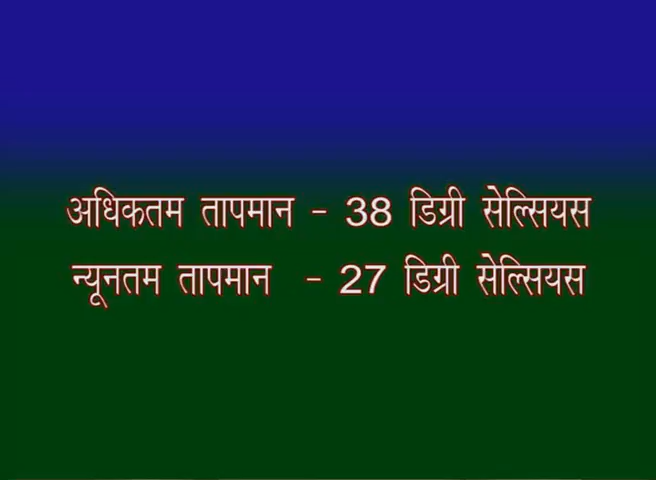 अधिकतम तापमान - 38 डिग्री सेल्सियस
न्यूनतम तापमान - 27 डिग्री सेल्सियस